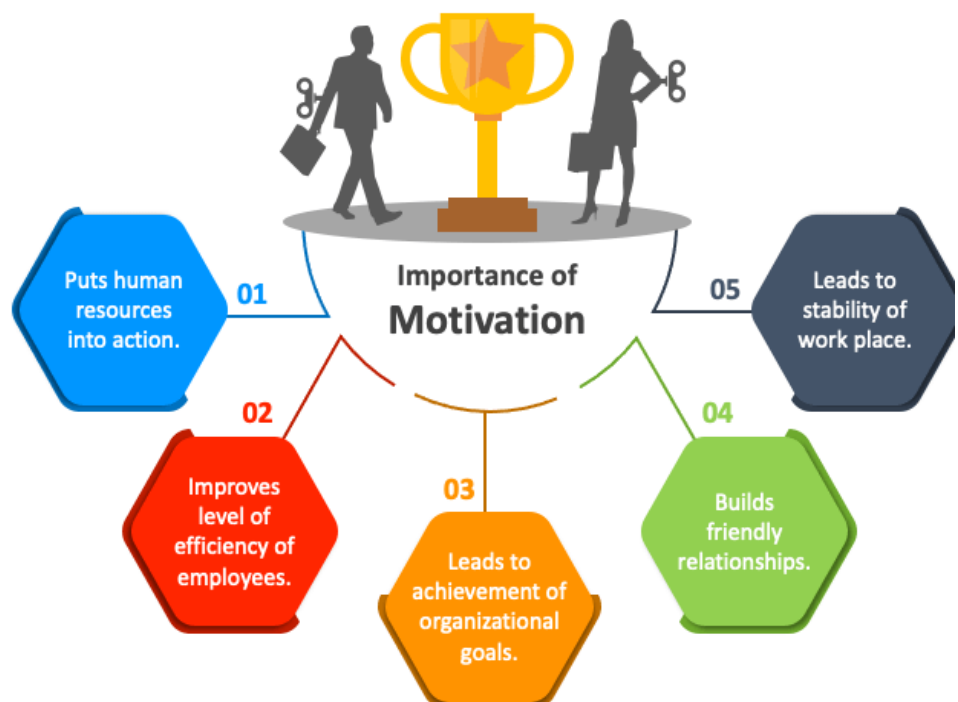 Importance of
Motivation
01
Puts human
resources
into action.
02
Improves
level of
efficiency of
employees.
03
Leads to
achievement of
organizational
goals.
04
Builds
friendly
relationships.
05
Leads to
stability of
work place.